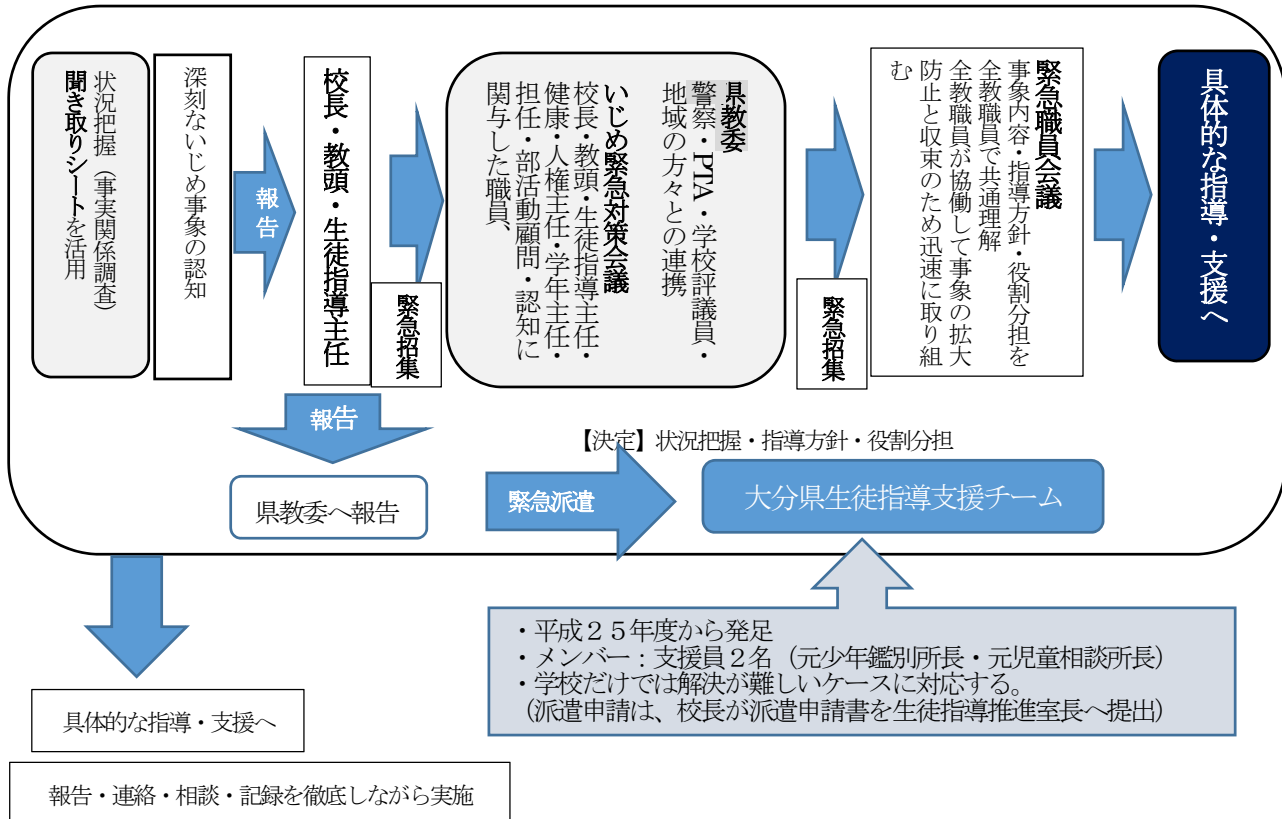 聞き取りシートを活用
状況把握（事実関係調査）
深刻ないじめ事象の認知
報告
校長・教頭・生徒指導主任
緊急招集
県教委
警察・PTA・学校評議員・
地域の方々との連携
いじめ緊急対策会議
校長・教頭・生徒指導主任・
健康・人権主任・学年主任・
担任・部活動顧問・認知に
関与した職員、
緊急招集
緊急職員会議
事象内容・指導方針・役割分担を
全教職員で共通理解
全教職員が協働して事象の拡大
防止と収束のため迅速に取り組
む
具体的な指導・支援へ
報告
【決定】状況把握・指導方針・役割分担
県教委へ報告
緊急派遣
大分県生徒指導支援チーム
・平成２５年度から発足
・メンバー：支援員２名（元少年鑑別所長・元児童相談所長）
・学校だけでは解決が難しいケースに対応する。
（派遣申請は、校長が派遣申請書を生徒指導推進室長へ提出）
具体的な指導・支援へ
報告・連絡・相談・記録を徹底しながら実施